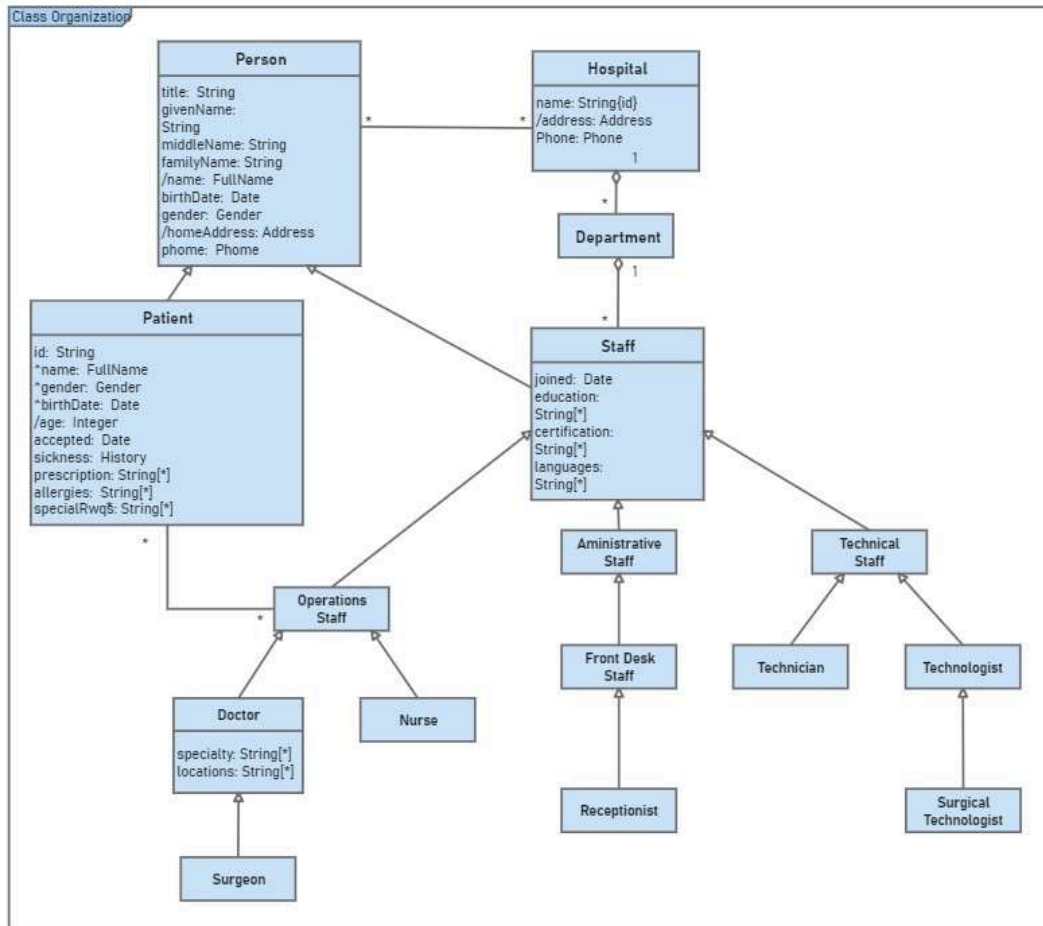 Class Organization
Person
title: String
givenName:
String
middleName: String
familyName: String
/name: FullName
birthDate: Date
gender: Gender
/homeAddress: Address
phome: Phome
Hospital
name: String{id}
/address: Address
Phone: Phone
*
*
1
*
Department
1
*
Patient
id: String
^name: FullName
^gender: Gender
^birthDate: Date
/age: Integer
accepted: Date
sickness: History
prescription: String[*]
allergies: String[*]
specialRwqs: String[*]
*
*
Staff
joined: Date
education:
String[*]
certification:
String[*]
languages:
String[*]
Operations
Staff
Aministrative
Staff
Technical
Staff
Doctor
specialty: String[*]
locations: String[*]
Nurse
Front Desk
Staff
Technician
Technologist
Surgeon
Receptionist
Surgical
Technologist